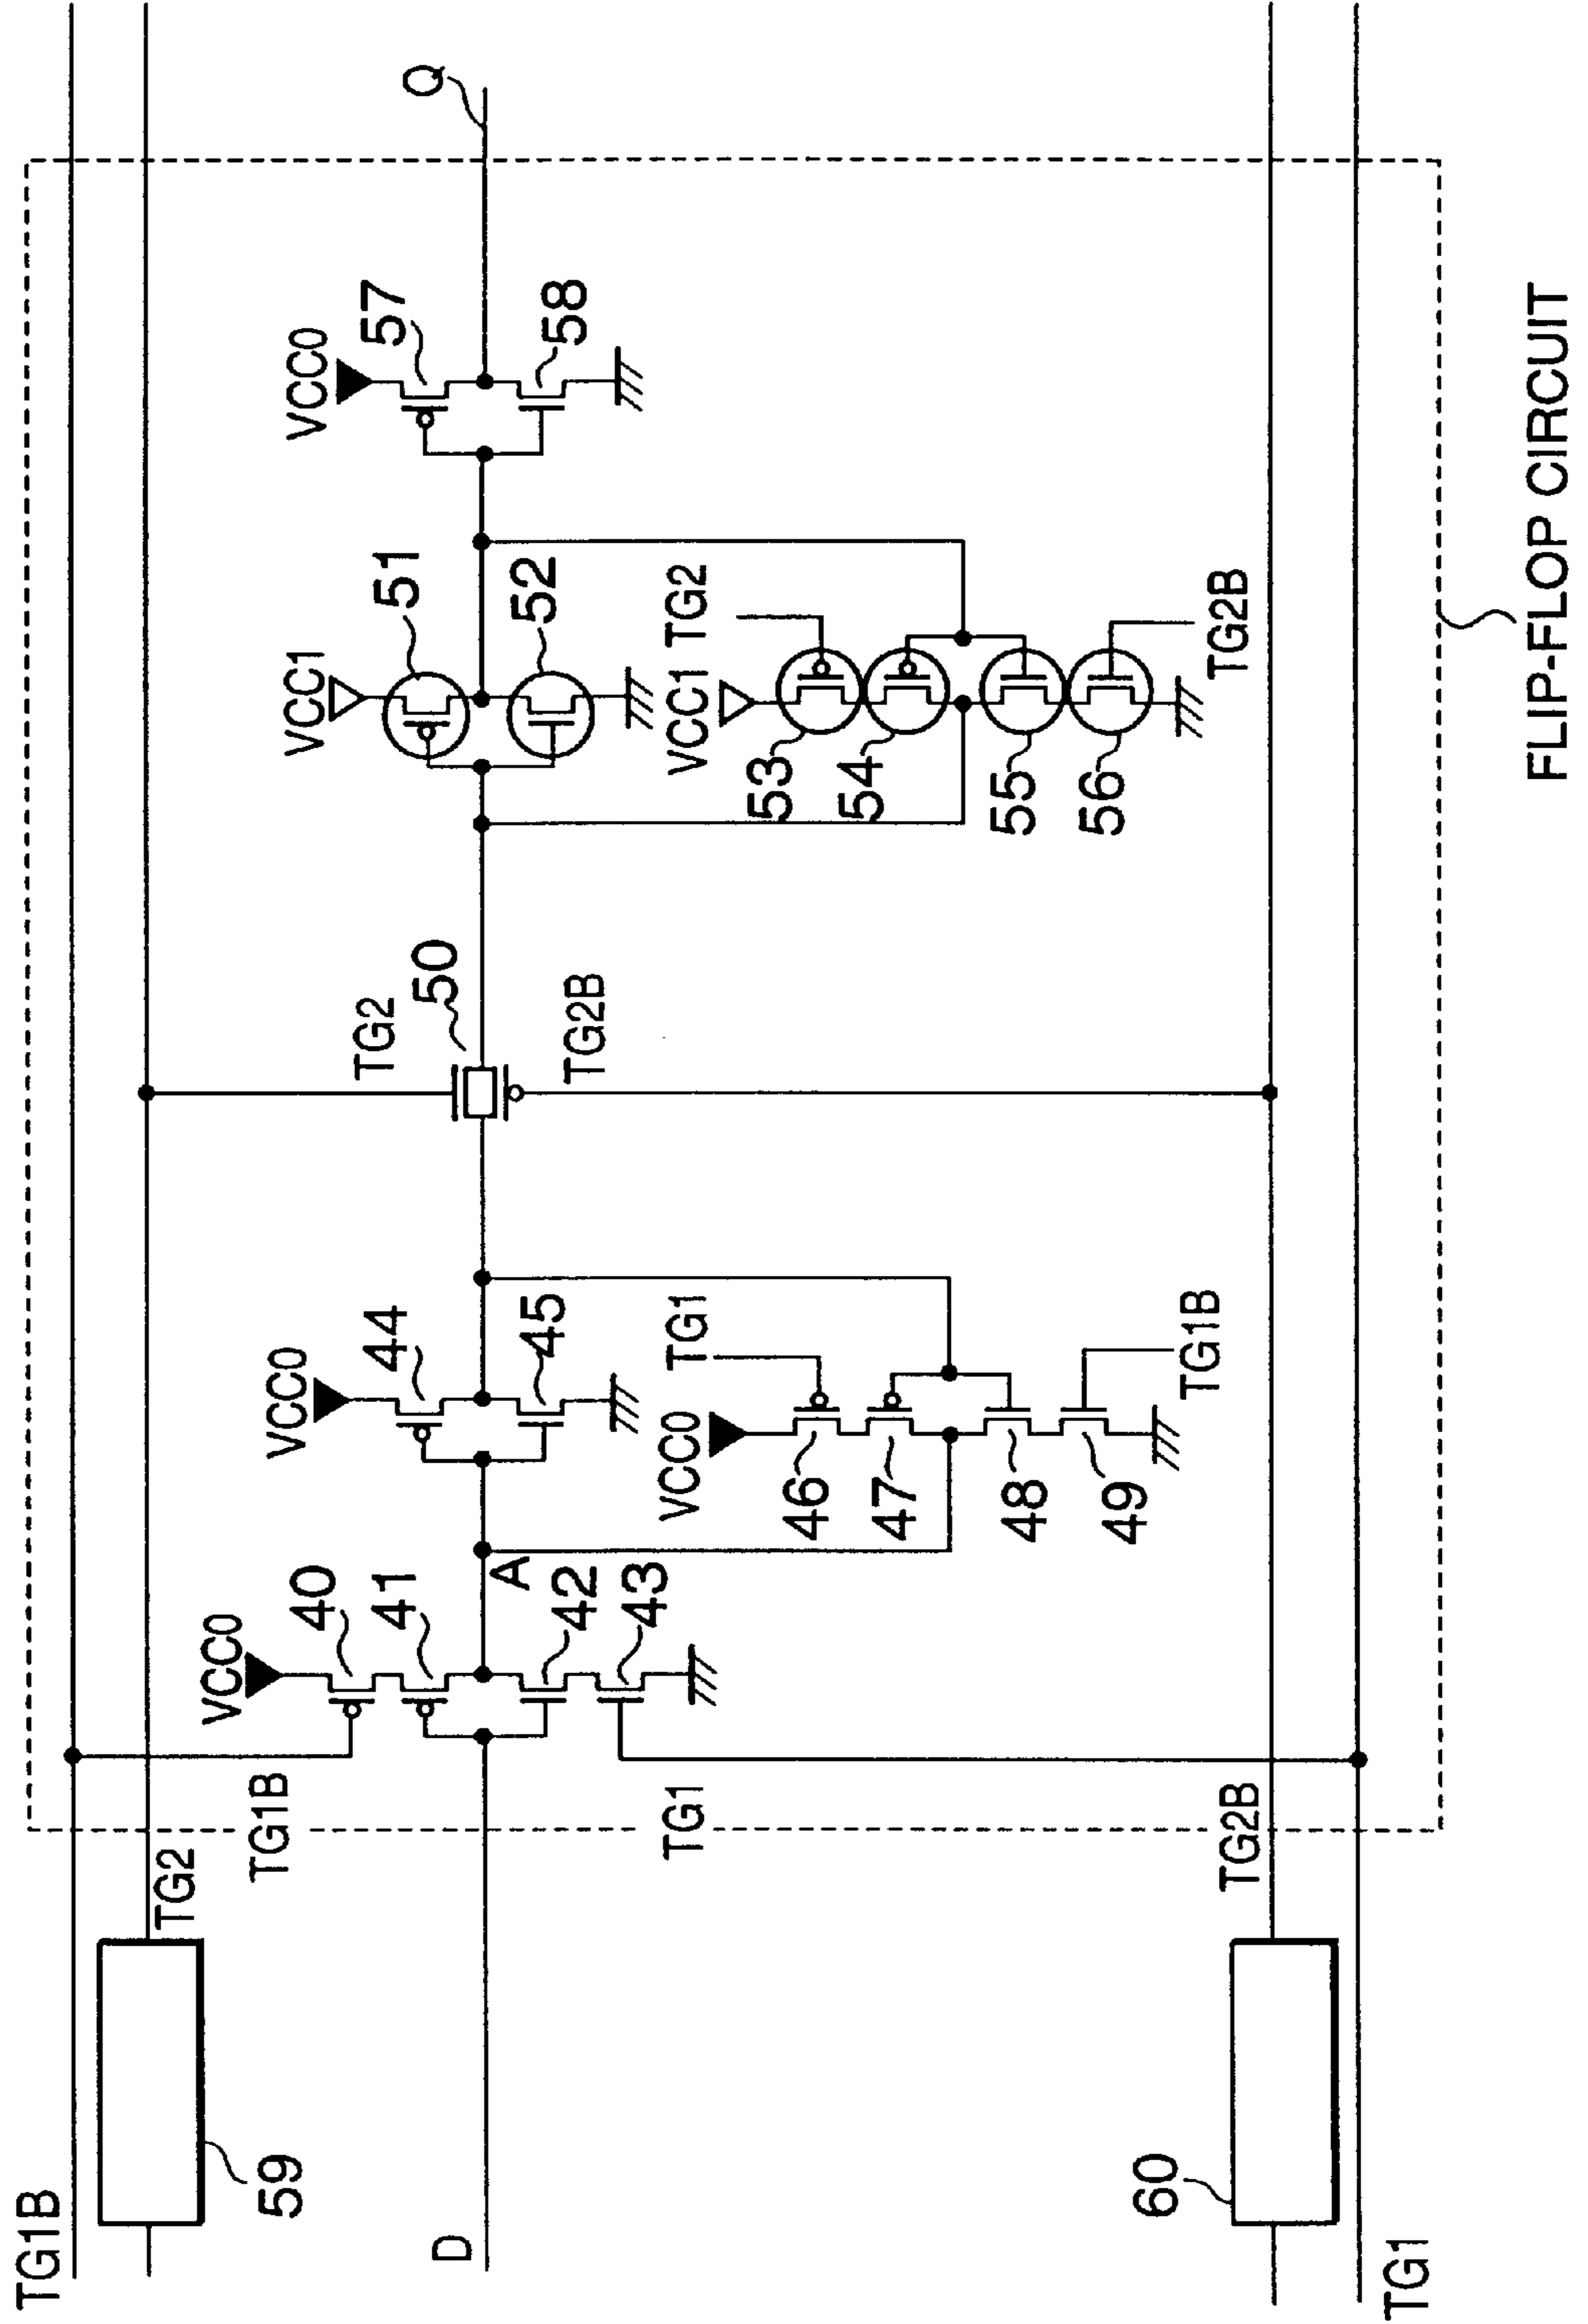 TG1B
59
TG2
D
TG1B
TG1
VCC0
40
41
42
43
A
VCC0
44
45
VCC0
TG1
46
47
48
49
TG1B
TG2
50
TG2B
VCC1
51
52
VCC1
TG2
53
54
55
56
TG2B
VCC0
57
58
Q
60
TG2B
TG1
FLIP-FLOP CIRCUIT